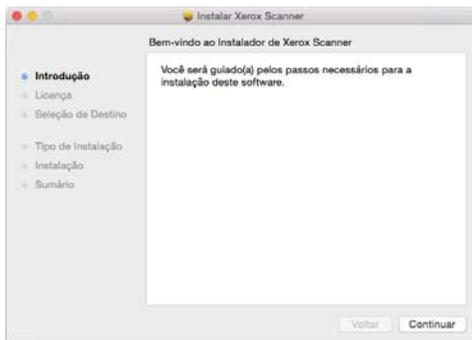 Instalar Xerox Scanner
Bem-vindo ao Instalador de Xerox Scanner
Introdução
Licença
Seleção de Destino
Tipo de Instalação
Instalação
Sumário
Você será guiado(a) pelos passos necessários para a
instalação deste software.
Voltar
Continuar